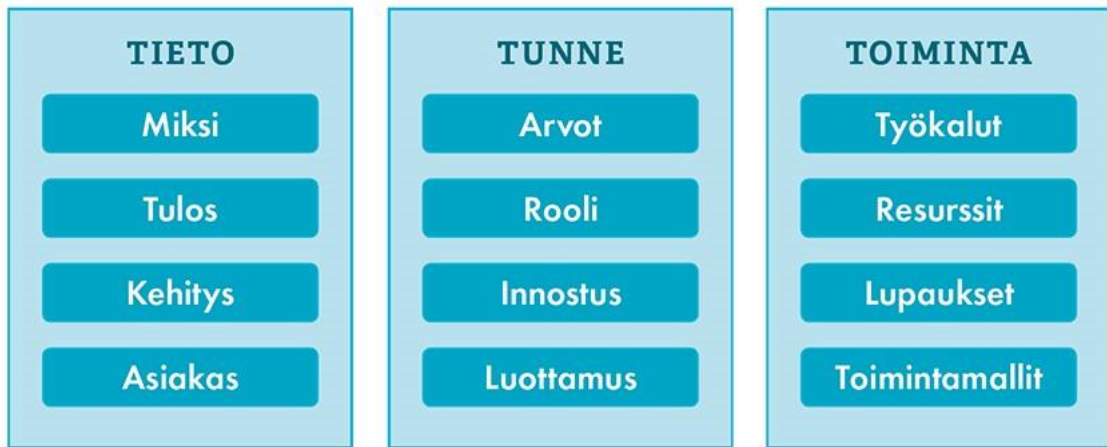 TIETO
Miksi
Tulos
Kehitys
Asiakas
TUNNE
Arvot
Rooli
Innostus
Luottamus
TOIMINTA
Työkalut
Resurssit
Lupaukset
Toimintamallit